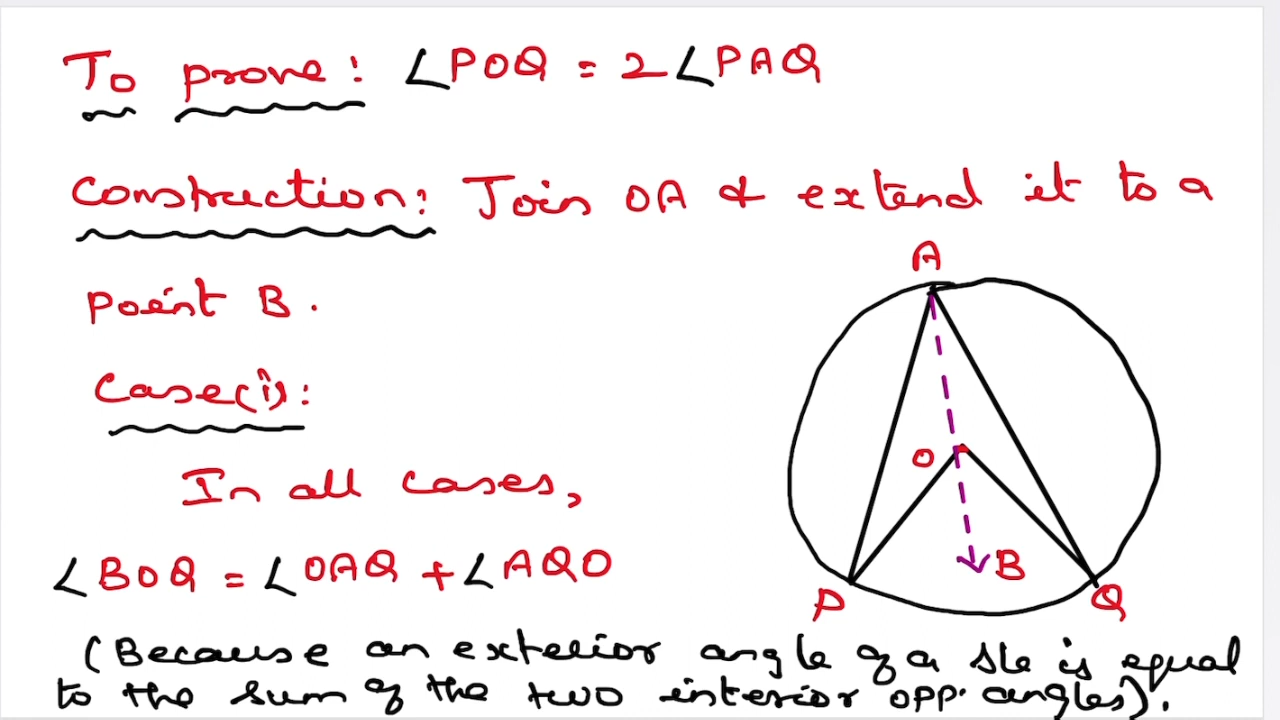 To prove: ∠POQ = 2∠PAQ
Construction: Join OA & extend it to a
Point B.
Case(i):
In all cases,
∠BOQ = ∠OAQ + ∠AQO
(Because an exterior angle of a sle is equal
to the sum of the two interior opp. angles).
A
O
B
P
Q